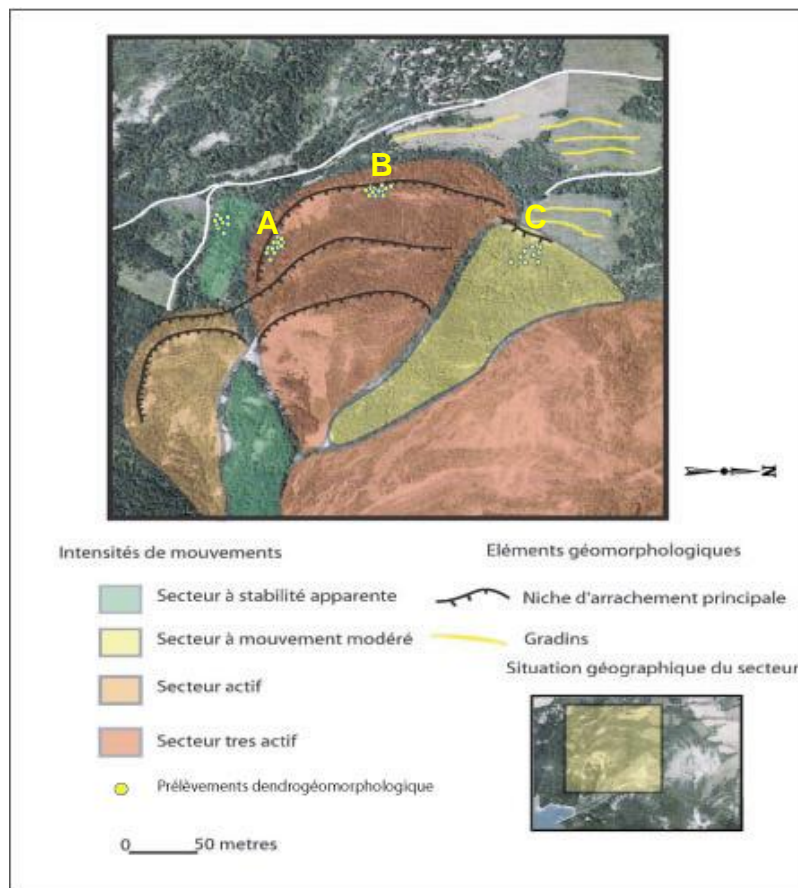 B
A
C
N
Intensités de mouvements
Secteur à stabilité apparente
Secteur à mouvement modéré
Secteur actif
Secteur tres actif
Prélèvements dendrogéomorphologique
0 50 metres
Eléments géomorphologiques
Niche d'arrachement principale
Gradins
Situation géographique du secteur